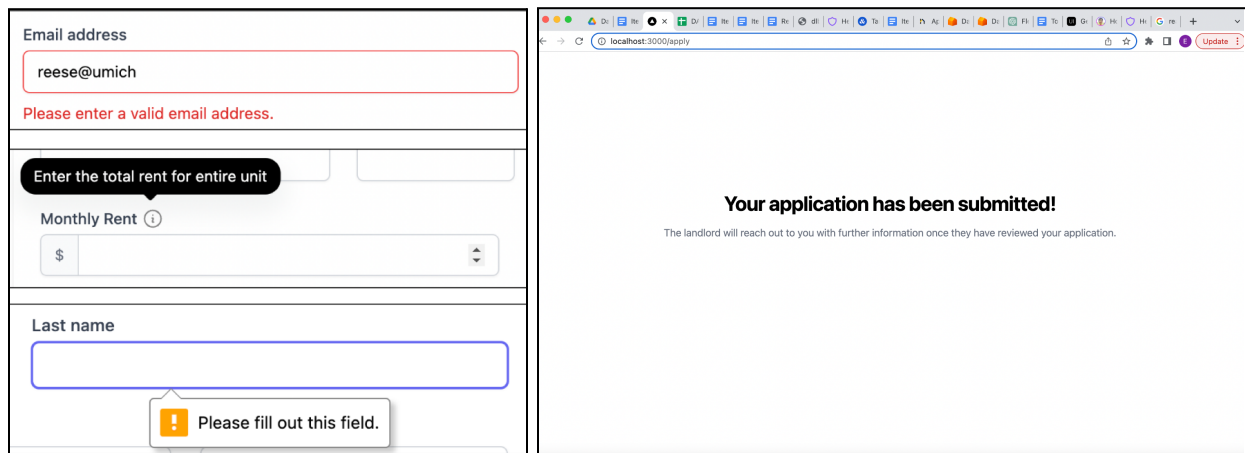 Email address
reese@umich
Please enter a valid email address.
Enter the total rent for entire unit
Monthly Rent
$
Last name
Please fill out this field.
localhost:3000/apply
Update
Your application has been submitted!
The landlord will reach out to you with further information once they have reviewed your application.